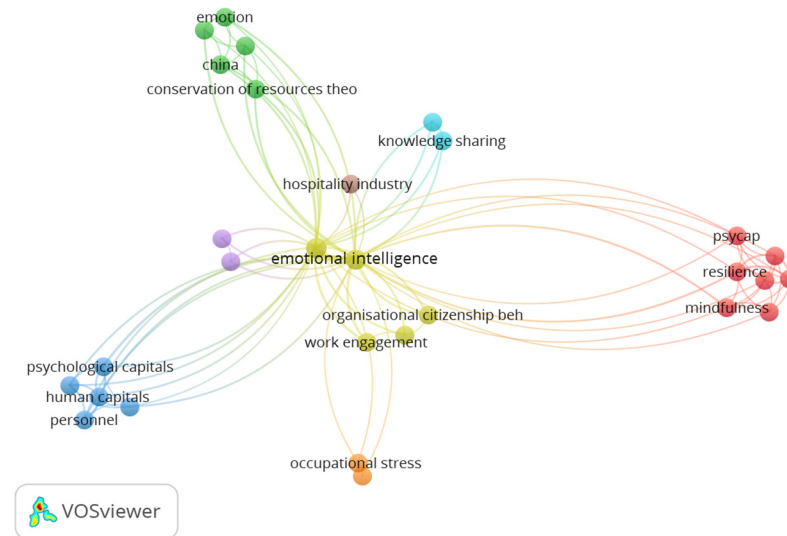 emotion
china
conservation of resources theo
knowledge sharing
hospitality industry
psycap
emotional intelligence
resilience
mindfulness
organisational citizenship beh
work engagement
psychological capitals
human capitals
personnel
occupational stress
VOSviewer